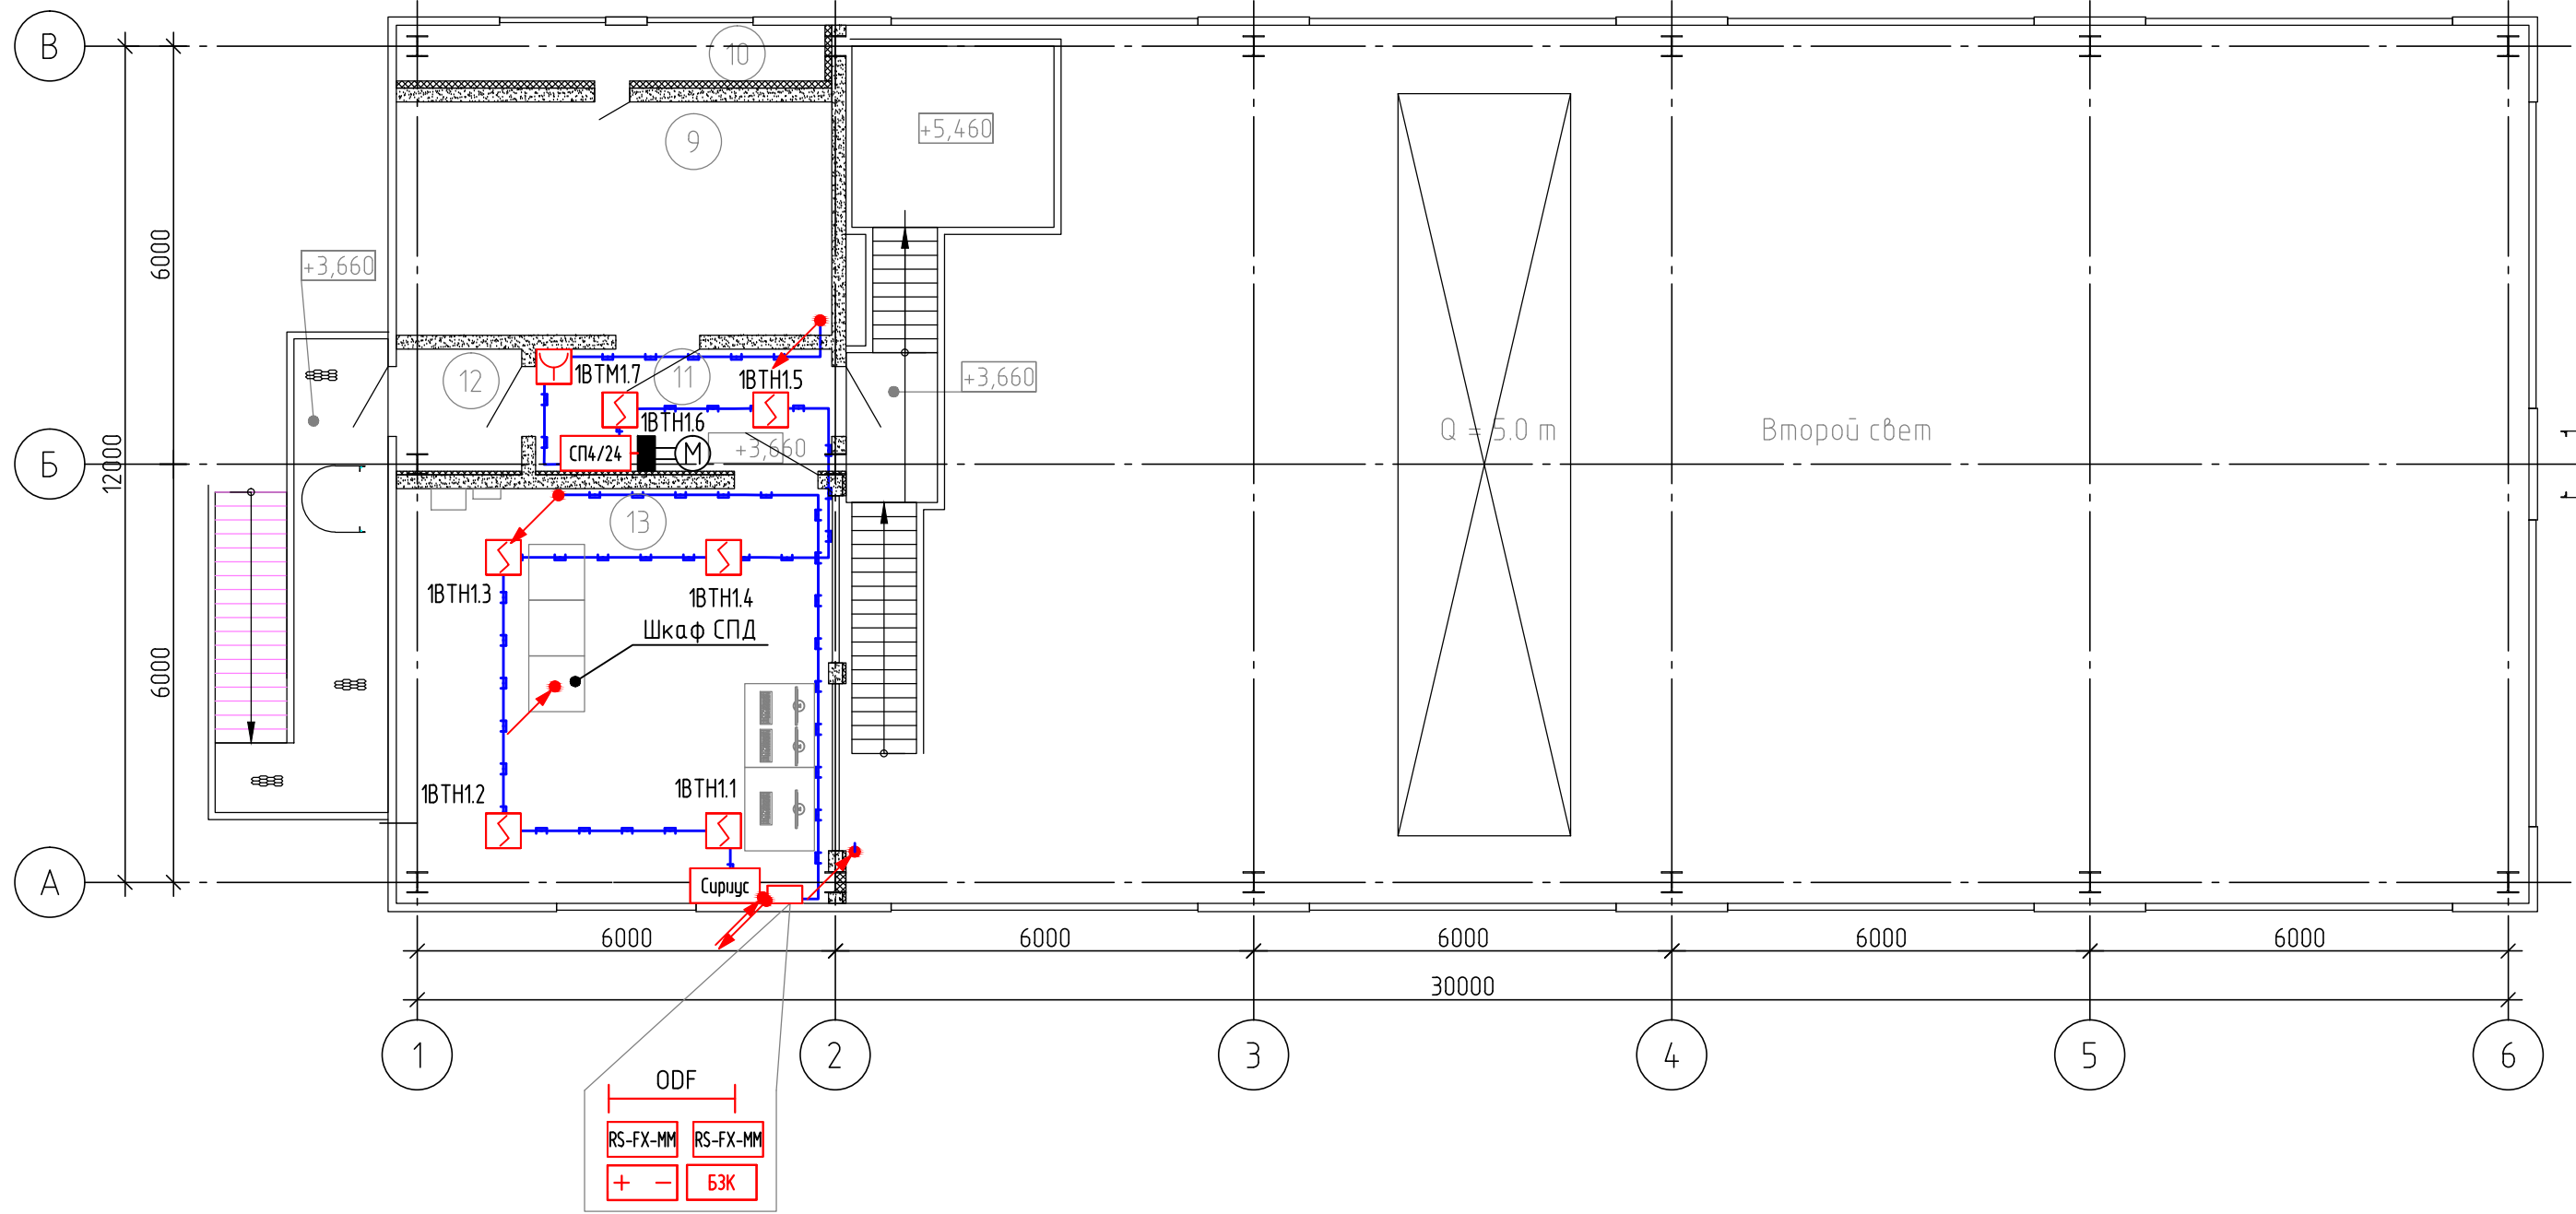 В
10
9
+5,460
6000
+3,660
12
1ВТМ1.7
11
1ВТН1.5
+3,660
1ВТН1.6
Q = 5.0 m
Второй свет
СП4/24
М
+3,660
Б
12000
13
1ВТН1.3
1ВТН1.4
Шкаф СПД
6000
1ВТН1.2
1ВТН1.1
А
Сириус
6000
6000
6000
6000
6000
30000
1
2
3
4
5
6
ODF
RS-FX-MM
RS-FX-MM
+ −
БЗК